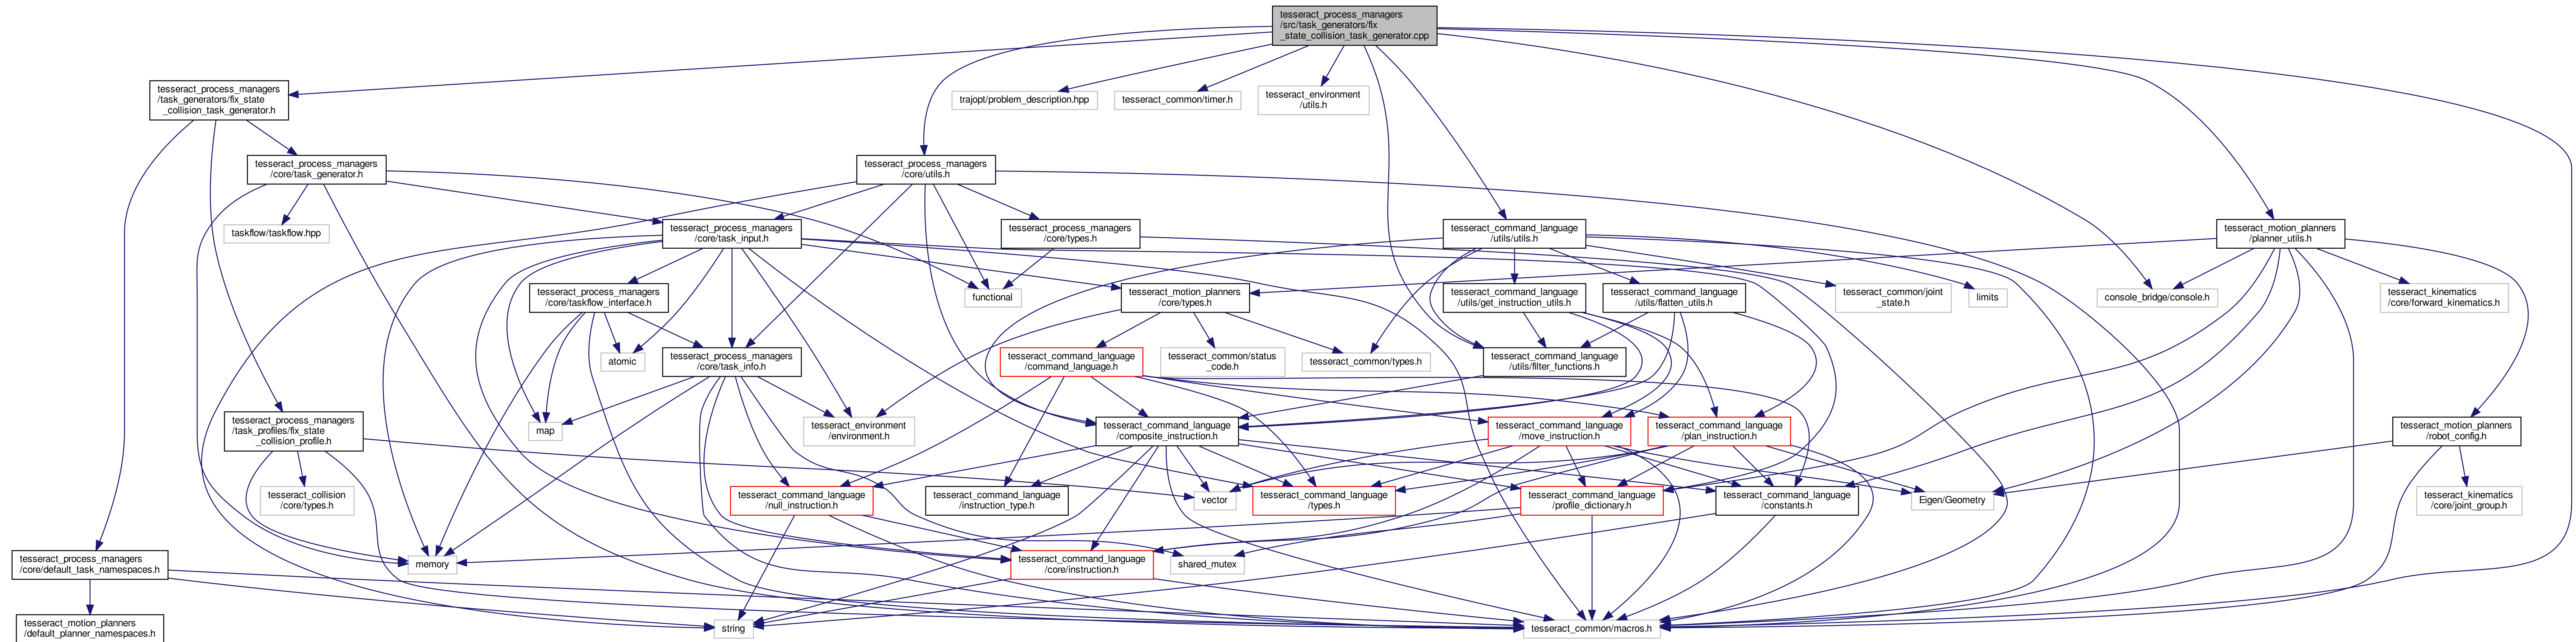 tesseract_process_managers
/src/task_generators/fix
_state_collision_task_generator.cpp
tesseract_process_managers
/task_generators/fix_state
_collision_task_generator.h
trajopt/problem_description.hpp
tesseract_common/timer.h
tesseract_environment
/utils.h
tesseract_process_managers
/core/task_generator.h
tesseract_process_managers
/core/utils.h
taskflow/taskflow.hpp
tesseract_process_managers
/core/task_input.h
tesseract_process_managers
/core/types.h
tesseract_command_language
/utils/utils.h
tesseract_motion_planners
/planner_utils.h
tesseract_process_managers
/core/taskflow_interface.h
functional
tesseract_motion_planners
/core/types.h
tesseract_command_language
/utils/get_instruction_utils.h
tesseract_command_language
/utils/flatten_utils.h
tesseract_common/joint
_state.h
limits
console_bridge/console.h
tesseract_kinematics
/core/forward_kinematics.h
atomic
tesseract_process_managers
/core/task_info.h
tesseract_command_language
/command_language.h
tesseract_common/status
_code.h
tesseract_common/types.h
tesseract_command_language
/utils/filter_functions.h
tesseract_process_managers
/task_profiles/fix_state
_collision_profile.h
map
tesseract_environment
/environment.h
tesseract_command_language
/composite_instruction.h
tesseract_command_language
/move_instruction.h
tesseract_command_language
/plan_instruction.h
tesseract_motion_planners
/robot_config.h
tesseract_collision
/core/types.h
tesseract_command_language
/null_instruction.h
tesseract_command_language
/instruction_type.h
vector
tesseract_command_language
/types.h
tesseract_command_language
/profile_dictionary.h
tesseract_command_language
/constants.h
Eigen/Geometry
tesseract_kinematics
/core/joint_group.h
tesseract_process_managers
/core/default_task_namespaces.h
memory
tesseract_command_language
/core/instruction.h
shared_mutex
tesseract_motion_planners
/default_planner_namespaces.h
string
tesseract_common/macros.h